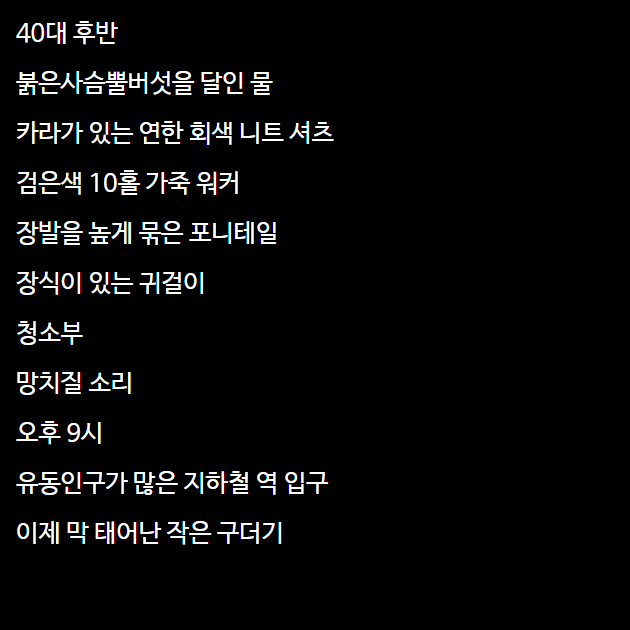 40대 후반
붉은사슴뿔버섯을 달인 물
카라가 있는 연한 회색 니트 셔츠
검은색 10홀 가죽 워커
장발을 높게 묶은 포니테일
장식이 있는 귀걸이
청소부
망치질 소리
오후 9시
유동인구가 많은 지하철 역 입구
이제 막 태어난 작은 구더기